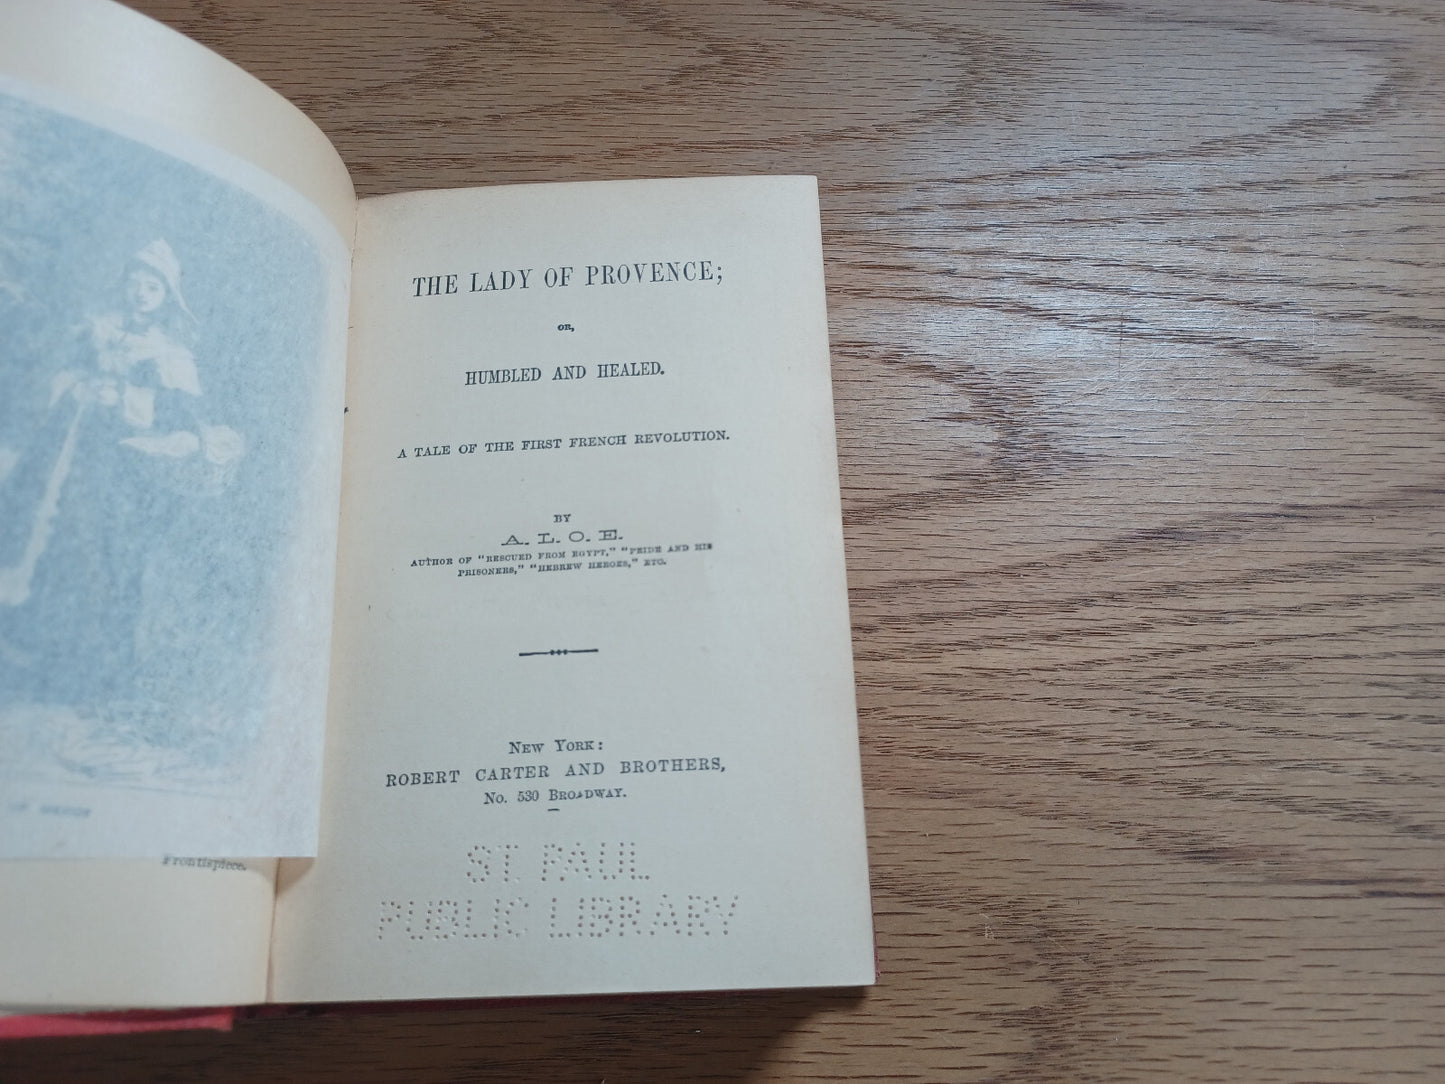 THE LADY OF PROVENCE;
OR,
HUMBLED AND HEALED.
A TALE OF THE FIRST FRENCH REVOLUTION.
BY
A. L. O. E.
AUTHOR OF "RESCUED FROM EGYPT," "PRIDE AND HIS
PRISONERS," "HEBREW HEROES," ETC.
NEW YORK:
ROBERT CARTER AND BROTHERS,
No. 530 BROADWAY.
ST. PAUL
PUBLIC LIBRARY
Frontispiece.